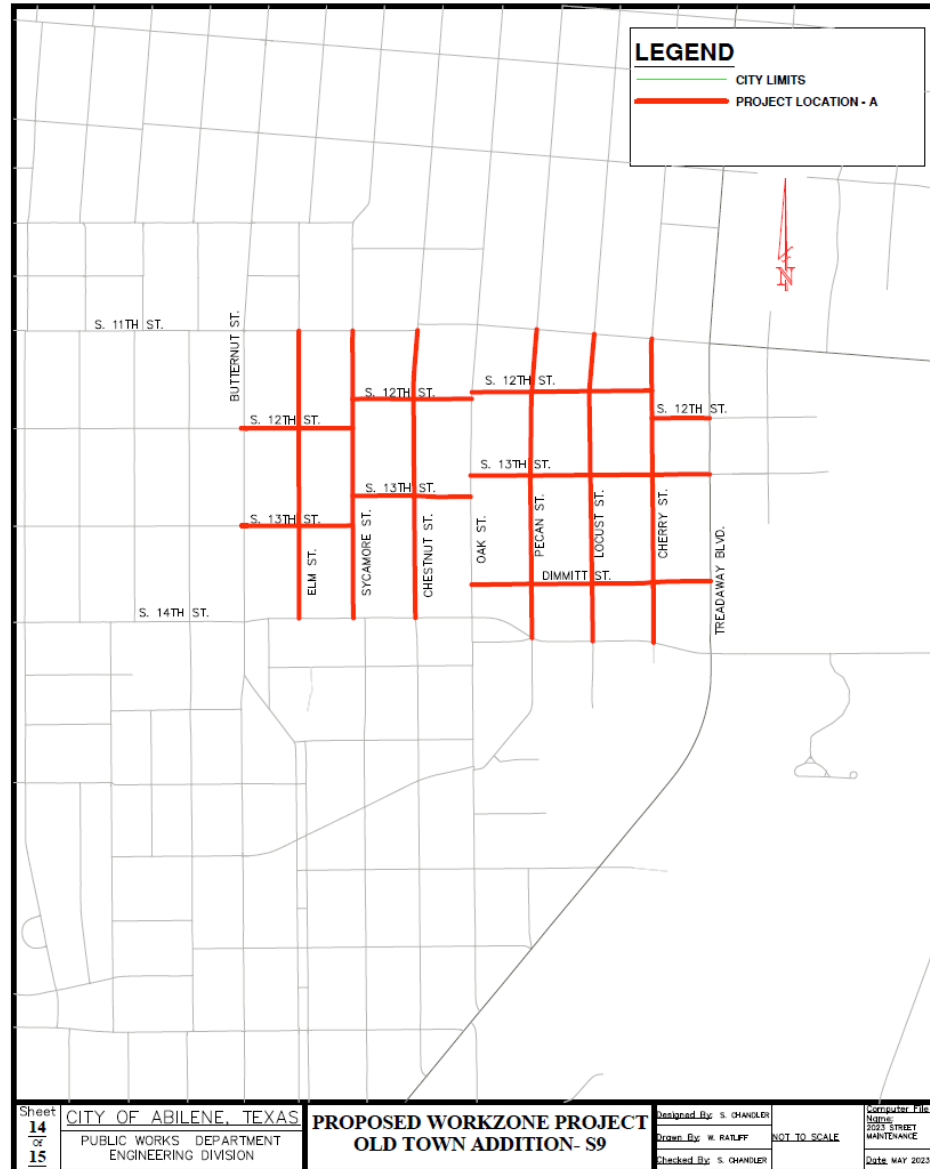 LEGEND
CITY LIMITS
PROJECT LOCATION - A
N
S. 11TH ST.
BUTTERNUT ST.
S. 12TH ST.
S. 12TH ST.
S. 12TH ST.
S. 12TH ST.
S. 13TH ST.
S. 13TH ST.
S. 13TH ST.
ELM ST.
SYCAMORE ST.
CHESTNUT ST.
OAK ST.
PECAN ST.
LOCUST ST.
CHERRY ST.
TREADAWAY BLVD.
DIMMITT ST.
S. 14TH ST.
Sheet
14
Of
15
CITY OF ABILENE, TEXAS
PUBLIC WORKS DEPARTMENT
ENGINEERING DIVISION
PROPOSED WORKZONE PROJECT
OLD TOWN ADDITION- S9
Designed By: S. CHANDLER
Drawn By: W. RATLIFF
Checked By: S. CHANDLER
NOT TO SCALE
Computer File
Name:
2023 STREET
MAINTENANCE
Date MAY 2023